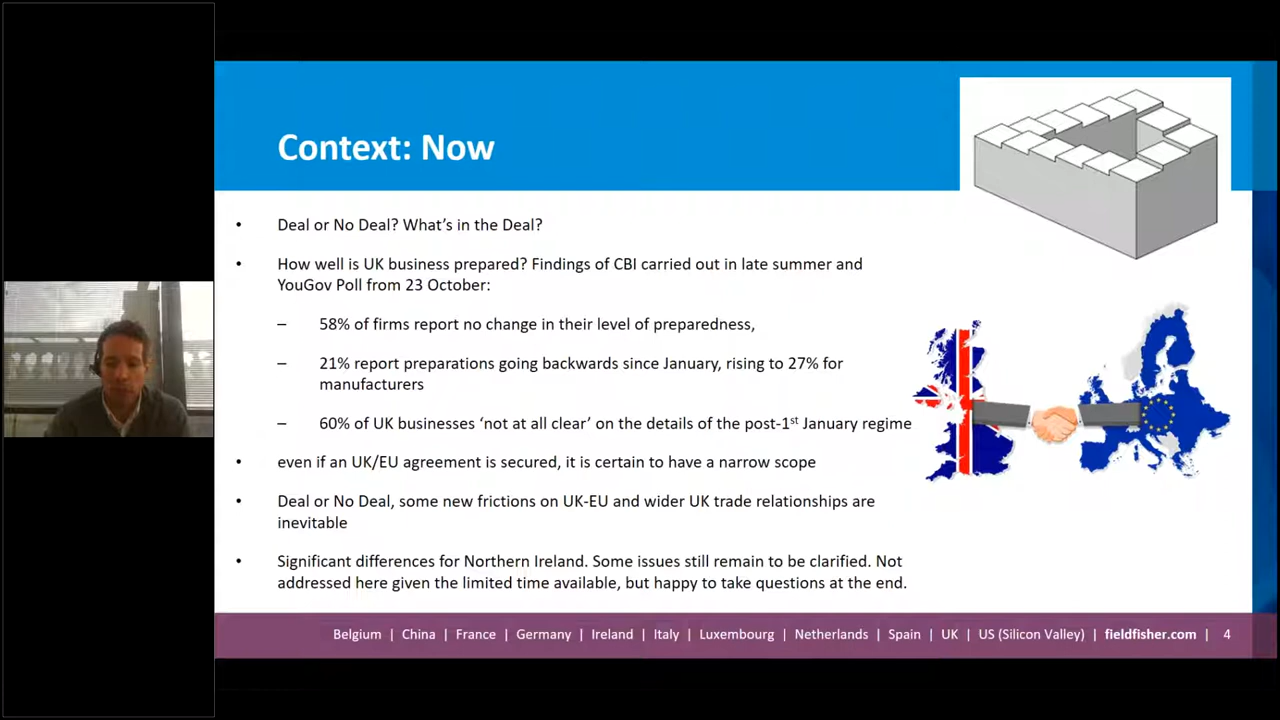 Context: Now
• Deal or No Deal? What's in the Deal?
• How well is UK business prepared? Findings of CBI carried out in late summer and
YouGov Poll from 23 October:
– 58% of firms report no change in their level of preparedness,
– 21% report preparations going backwards since January, rising to 27% for
manufacturers
– 60% of UK businesses ‘not at all clear’ on the details of the post-1st January regime
• even if an UK/EU agreement is secured, it is certain to have a narrow scope
• Deal or No Deal, some new frictions on UK-EU and wider UK trade relationships are
inevitable
• Significant differences for Northern Ireland. Some issues still remain to be clarified. Not
addressed here given the limited time available, but happy to take questions at the end.
Belgium | China | France | Germany | Ireland | Italy | Luxembourg | Netherlands | Spain | UK | US (Silicon Valley) | fieldfisher.com | 4